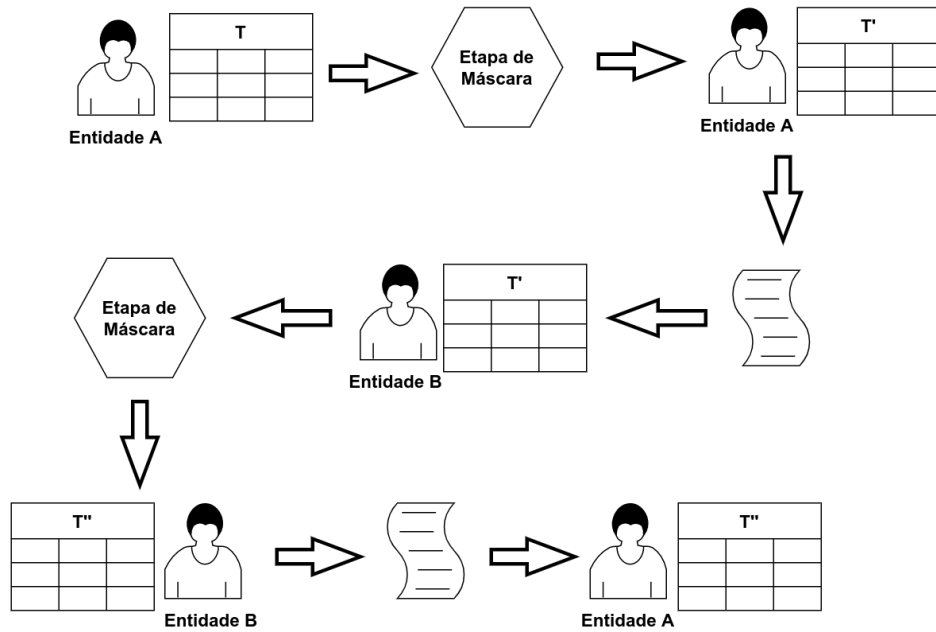 T
Etapa de
Máscara
T'
Entidade A
Entidade A
T'
Etapa de
Máscara
Entidade B
T"
T"
Entidade B
Entidade A